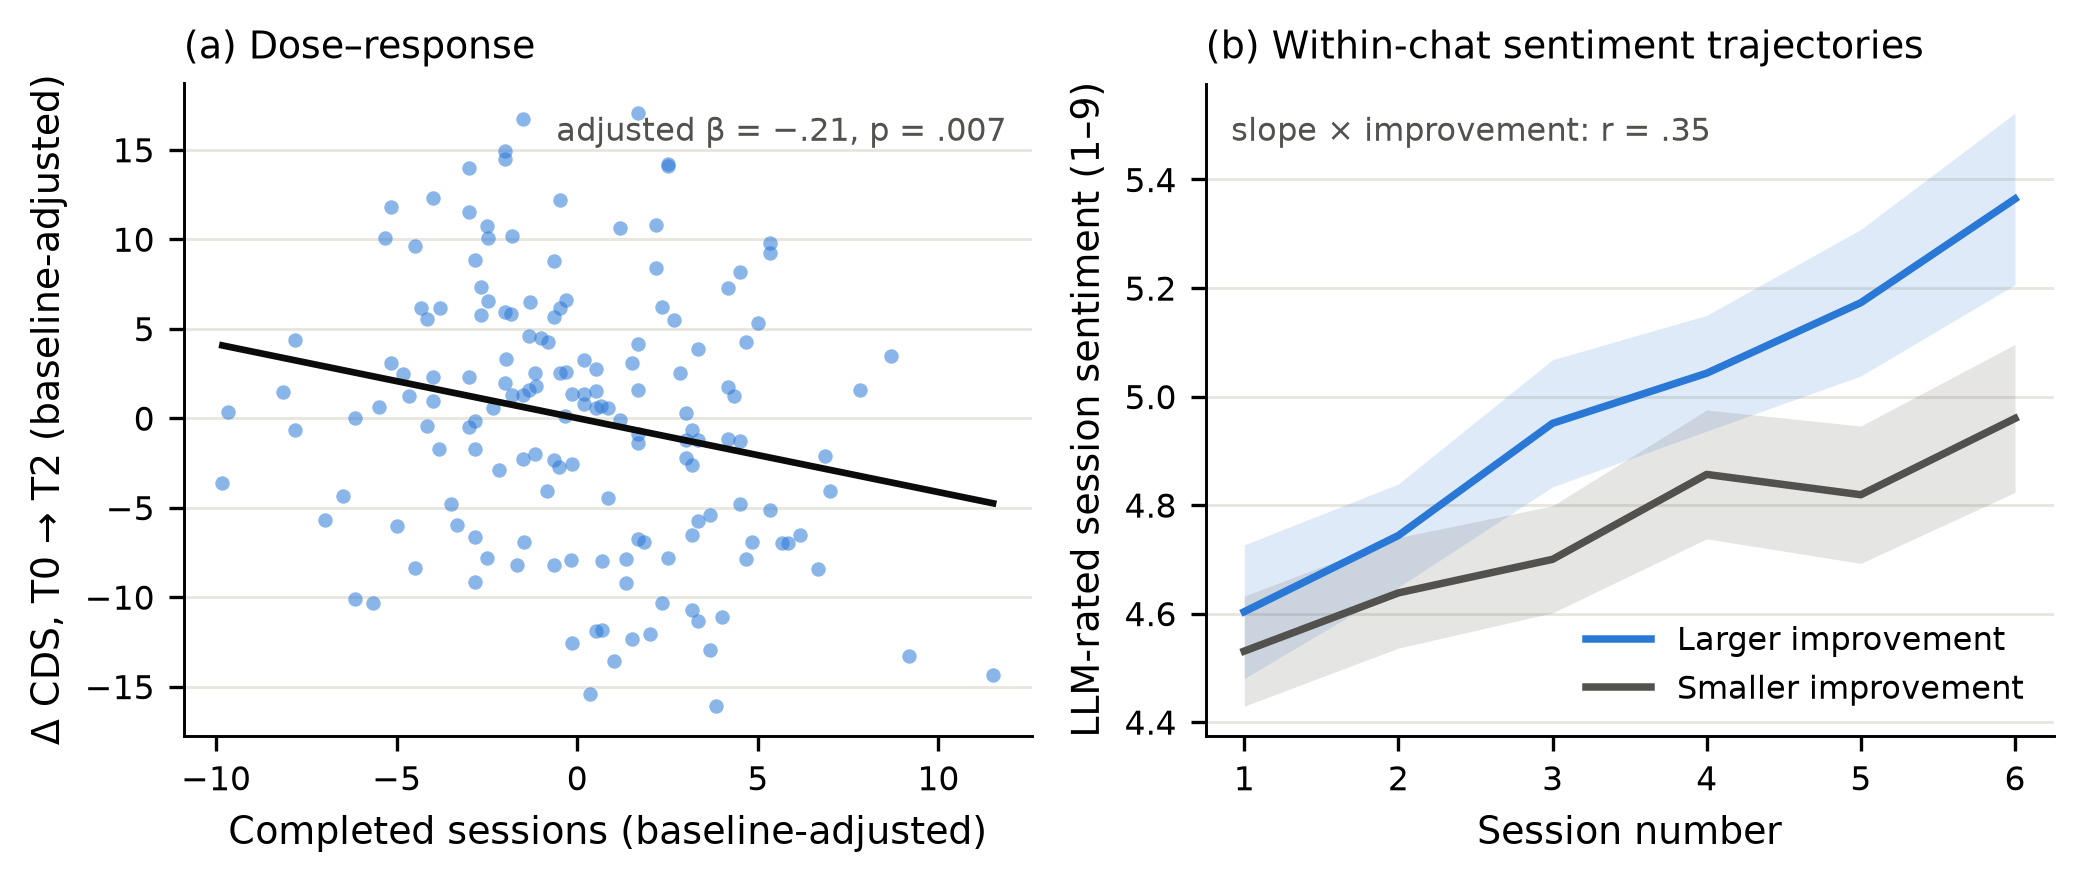 (a) Dose–response
adjusted β = −.21, p = .007
Δ CDS, T0 → T2 (baseline-adjusted)
15
10
5
0
−5
−10
−15
−10
−5
0
5
10
Completed sessions (baseline-adjusted)
(b) Within-chat sentiment trajectories
slope × improvement: r = .35
LLM-rated session sentiment (1–9)
5.4
5.2
5.0
4.8
4.6
4.4
Larger improvement
Smaller improvement
1
2
3
4
5
6
Session number